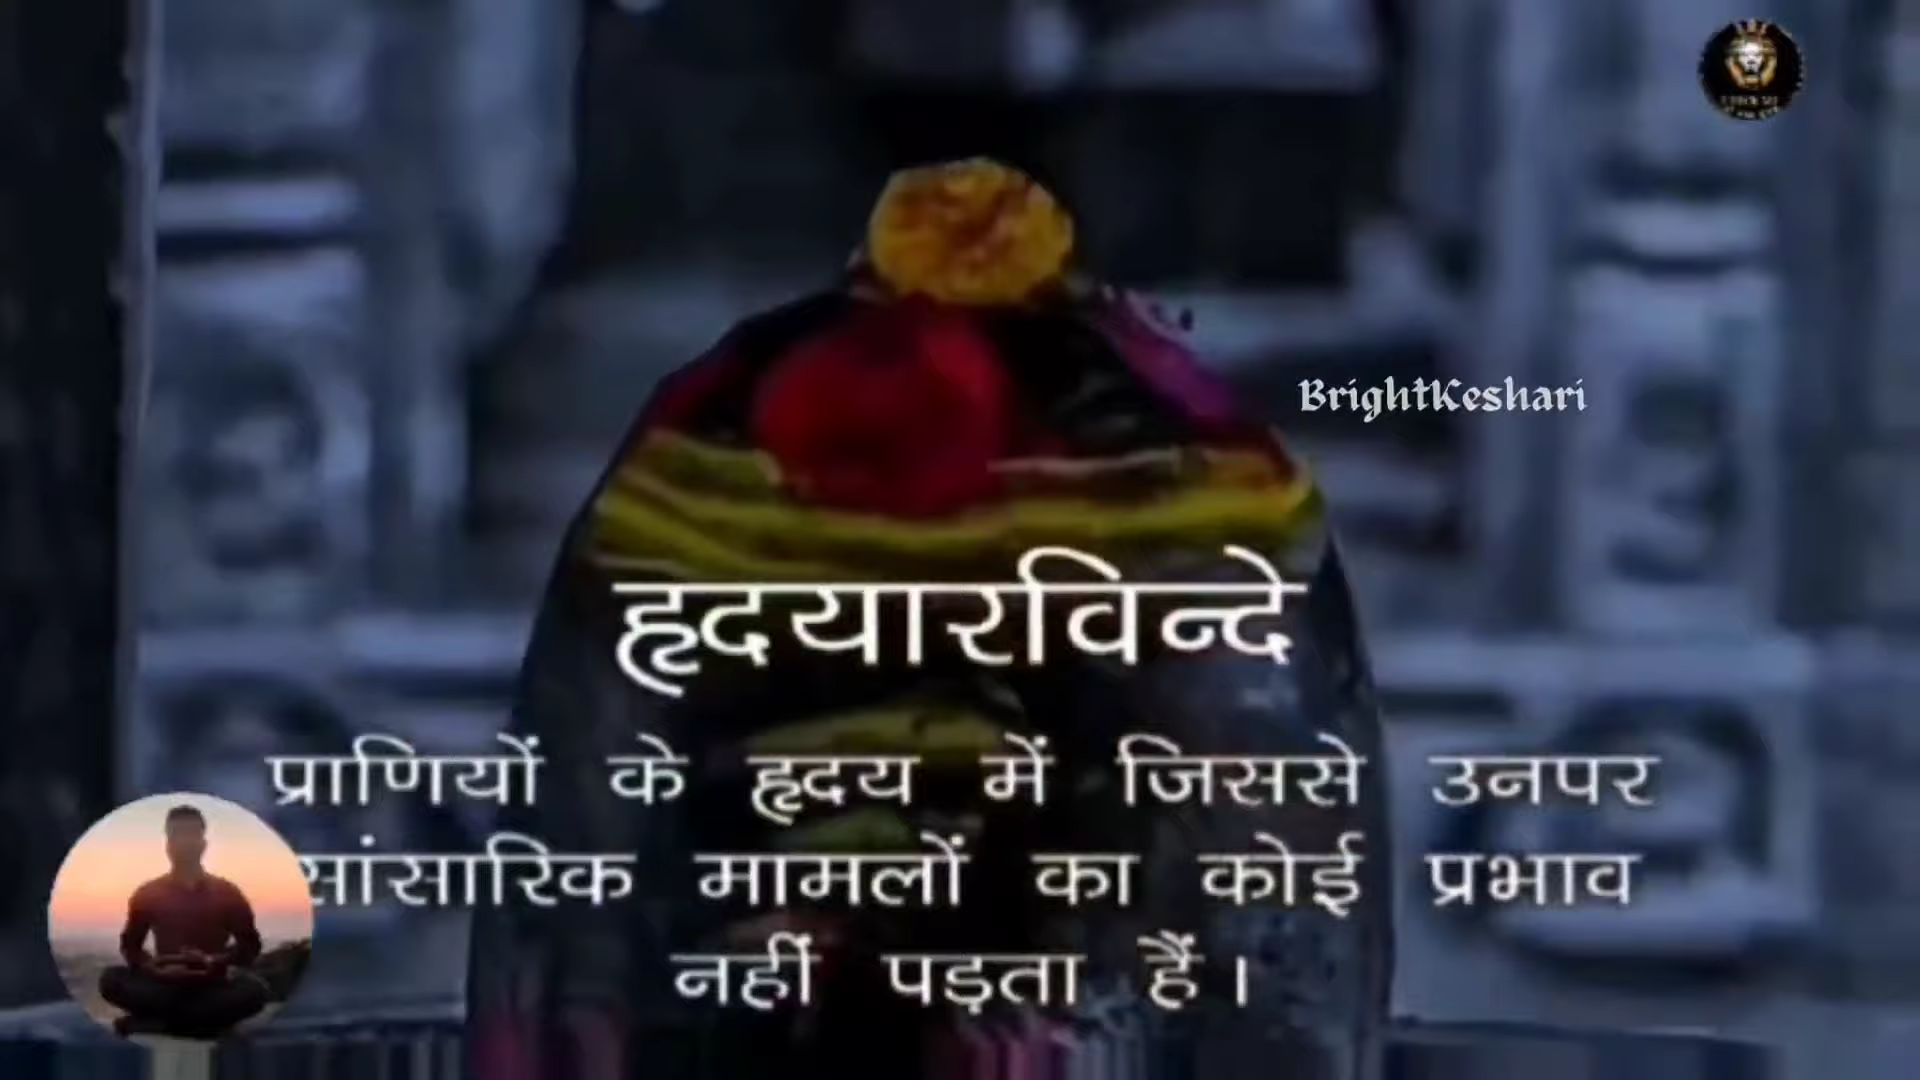 BrightKeshari
हृदयारविन्दे
प्राणियों के हृदय में जिससे उनपर
सांसारिक मामलों का कोई प्रभाव
नहीं पड़ता हैं।